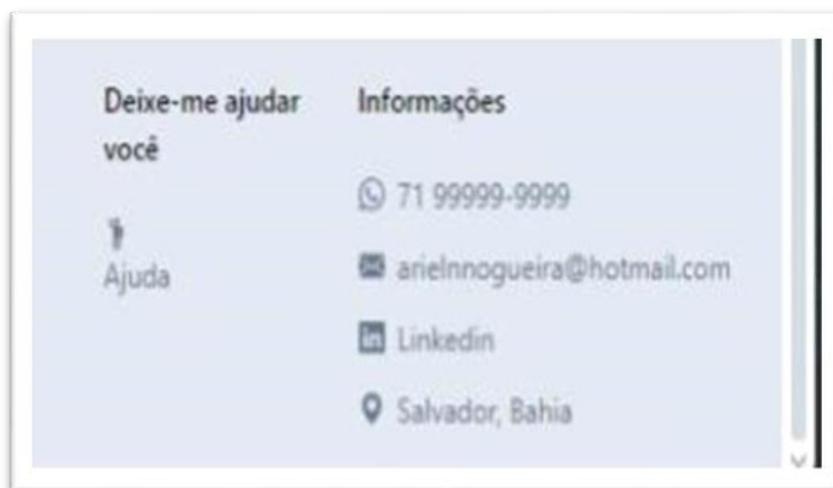 Deixe-me ajudar
você
Ajuda
Informações
71 99999-9999
arielnnogueira@hotmail.com
Linkedin
Salvador, Bahia